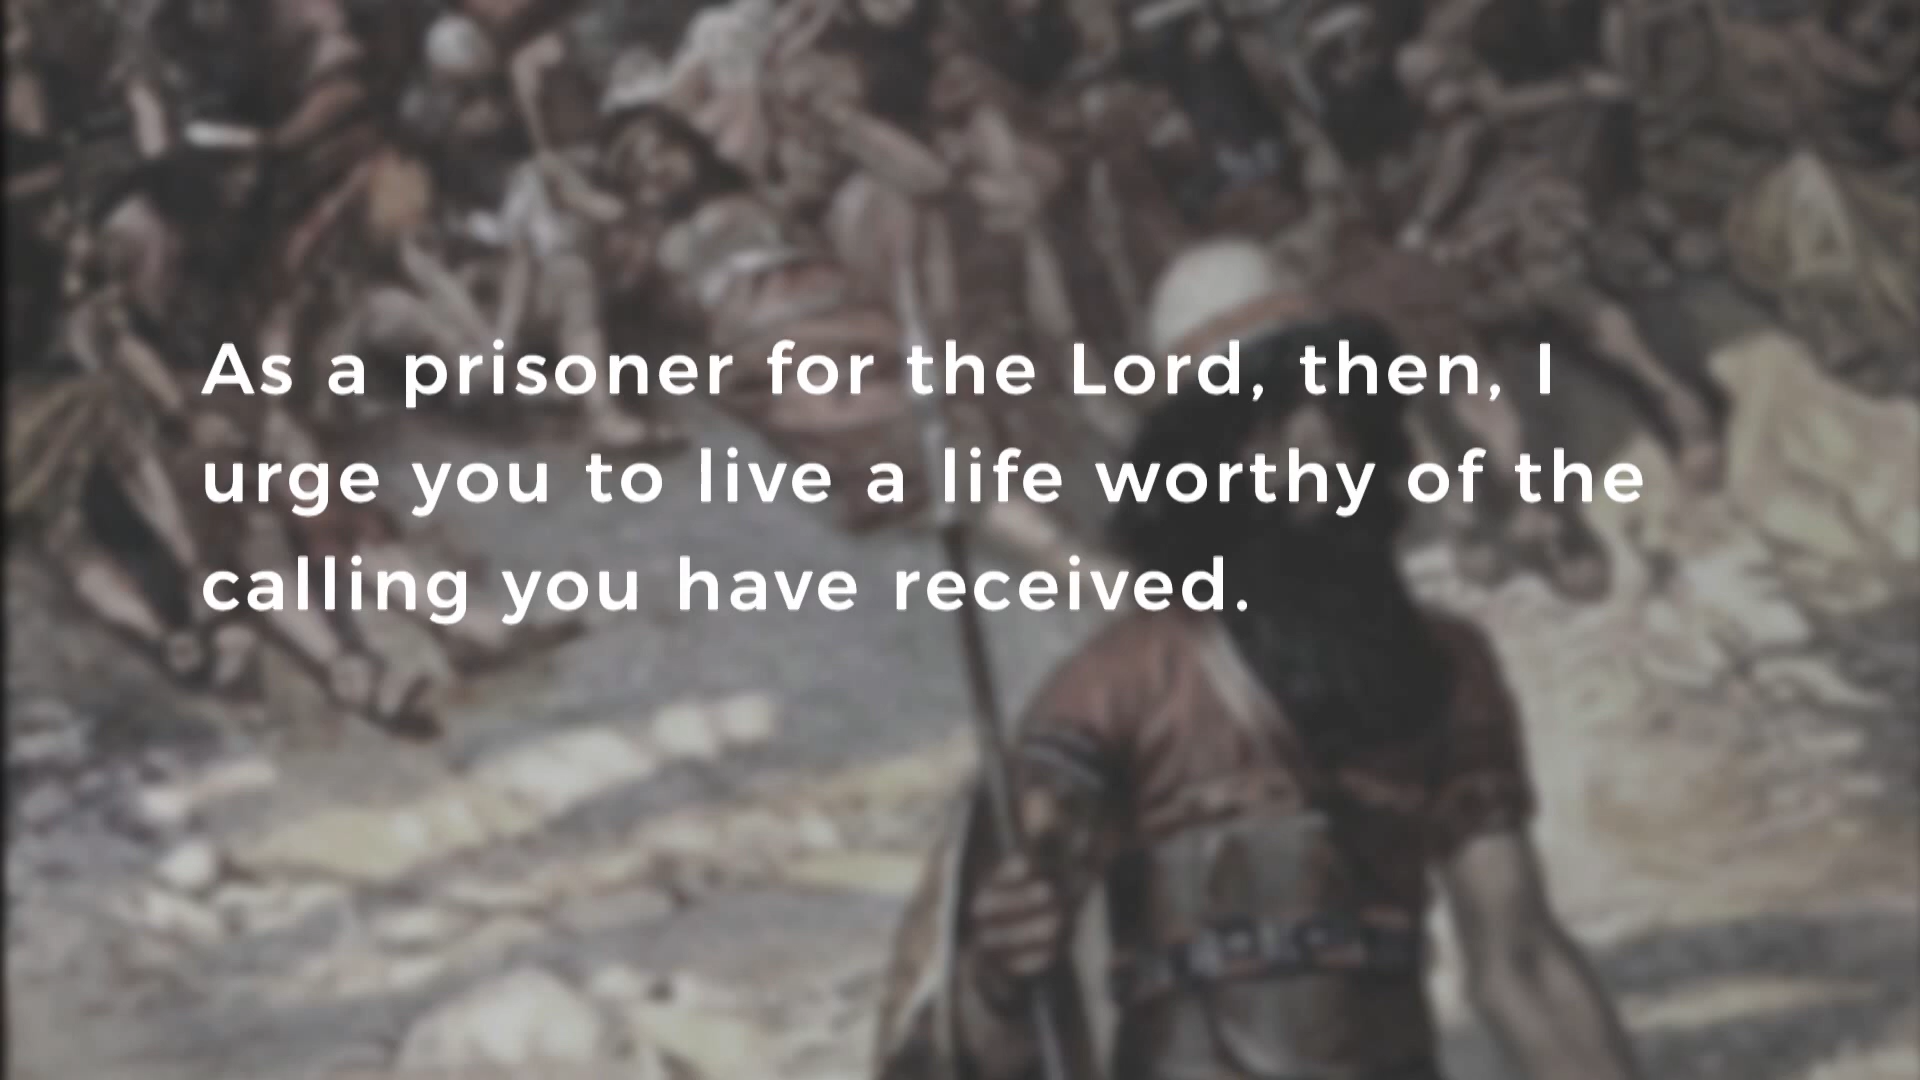 As a prisoner for the Lord, then, I
urge you to live a life worthy of the
calling you have received.